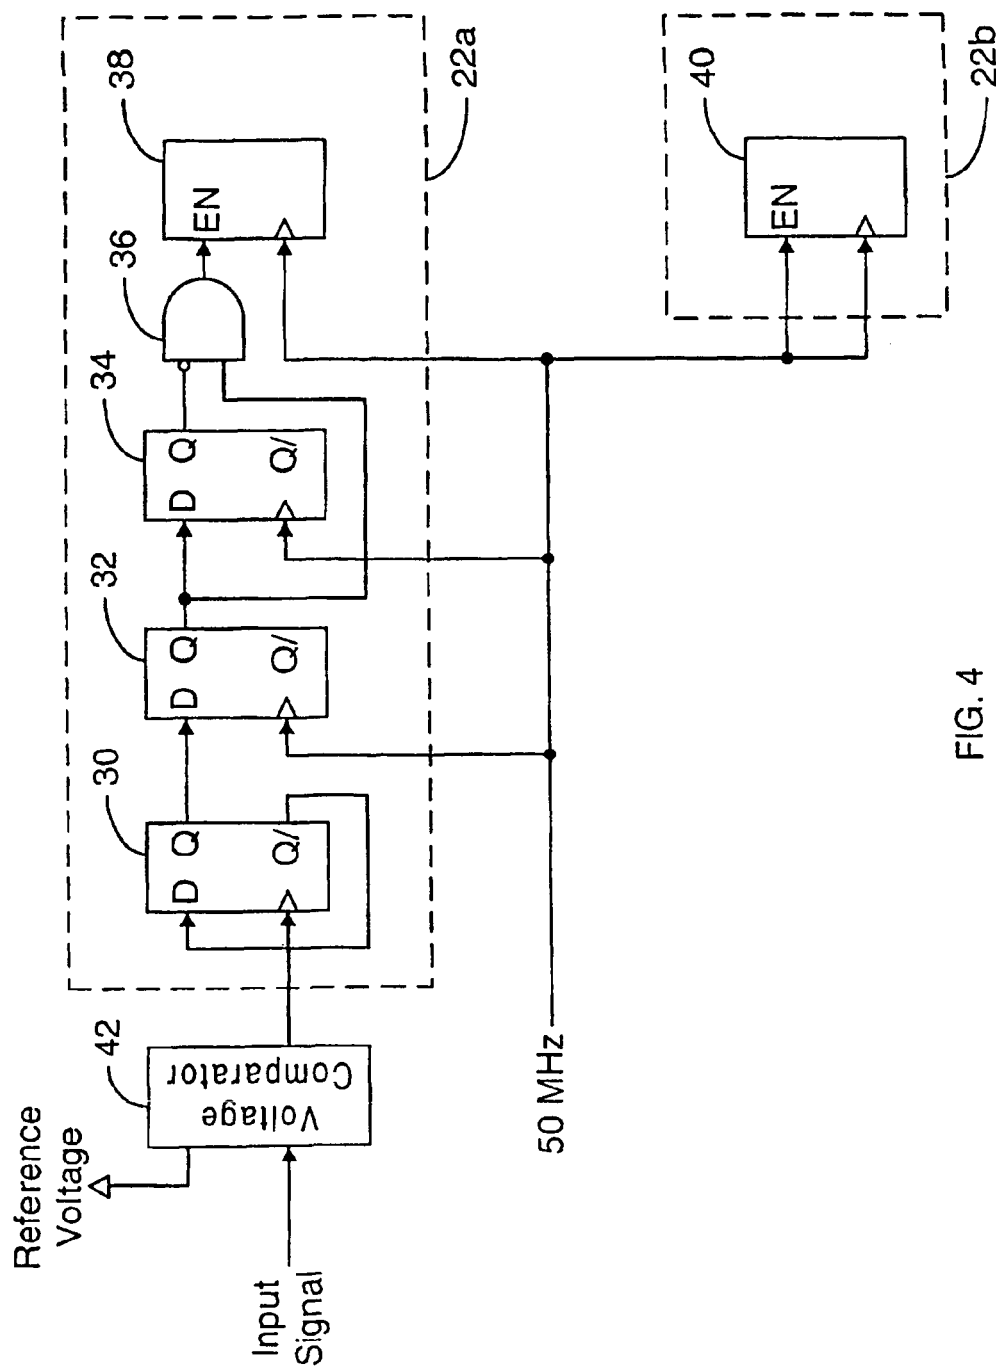 Reference
Voltage
Input
Signal
42
Voltage
Comparator
30
D Q
Q/
32
D Q
Q/
34
D Q
Q/
36
38
EN
22a
50 MHz
40
EN
22b
FIG. 4